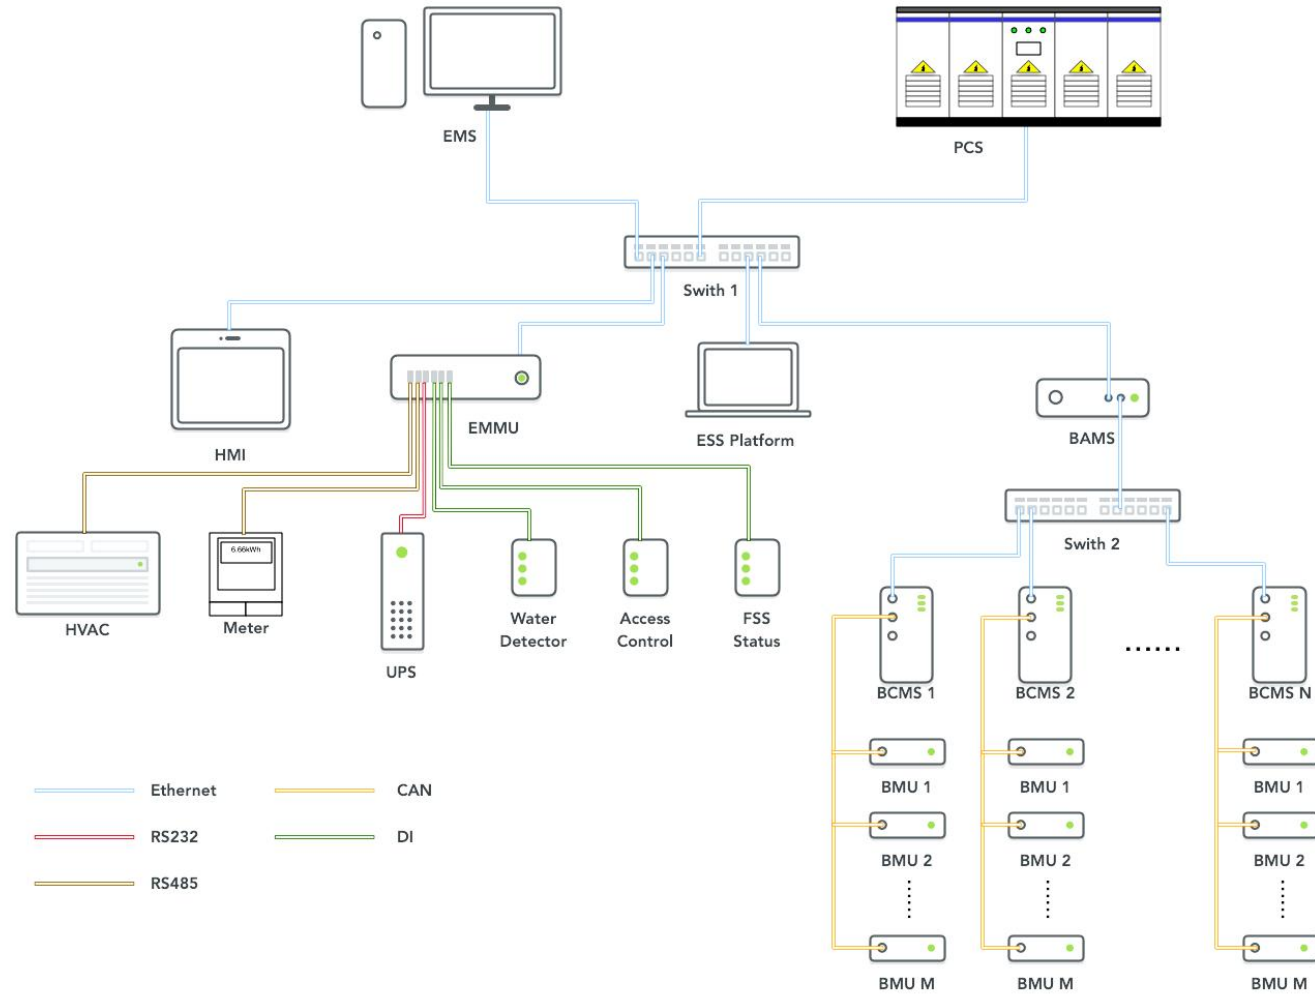 EMS
PCS
Swith 1
HMI
EMMU
ESS Platform
BAMS
Swith 2
6.66kWh
HVAC
Meter
UPS
Water
Detector
Access
Control
FSS
Status
BCMS 1
BCMS 2
......
BCMS N
BMU 1
BMU 1
BMU 1
BMU 2
BMU 2
BMU 2
BMU M
BMU M
BMU M
Ethernet
CAN
RS232
DI
RS485